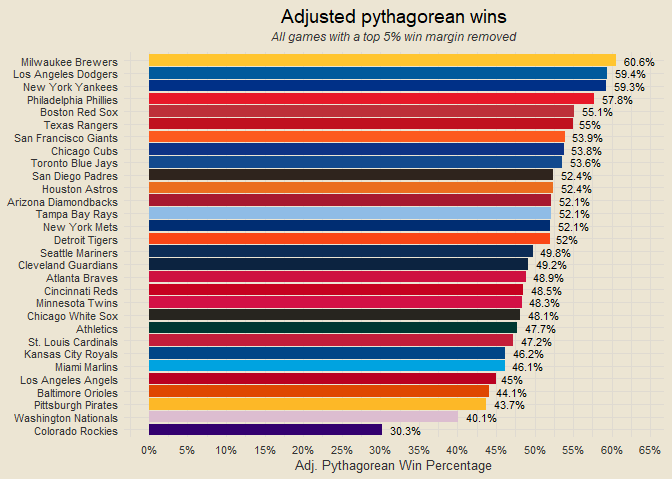 Adjusted pythagorean wins
All games with a top 5% win margin removed
Milwaukee Brewers 60.6%
Los Angeles Dodgers 59.4%
New York Yankees 59.3%
Philadelphia Phillies 57.8%
Boston Red Sox 55.1%
Texas Rangers 55%
San Francisco Giants 53.9%
Chicago Cubs 53.8%
Toronto Blue Jays 53.6%
San Diego Padres 52.4%
Houston Astros 52.4%
Arizona Diamondbacks 52.1%
Tampa Bay Rays 52.1%
New York Mets 52.1%
Detroit Tigers 52%
Seattle Mariners 49.8%
Cleveland Guardians 49.2%
Atlanta Braves 48.9%
Cincinnati Reds 48.5%
Minnesota Twins 48.3%
Chicago White Sox 48.1%
Athletics 47.7%
St. Louis Cardinals 47.2%
Kansas City Royals 46.2%
Miami Marlins 46.1%
Los Angeles Angels 45%
Baltimore Orioles 44.1%
Pittsburgh Pirates 43.7%
Washington Nationals 40.1%
Colorado Rockies 30.3%
0% 5% 10% 15% 20% 25% 30% 35% 40% 45% 50% 55% 60% 65%
Adj. Pythagorean Win Percentage